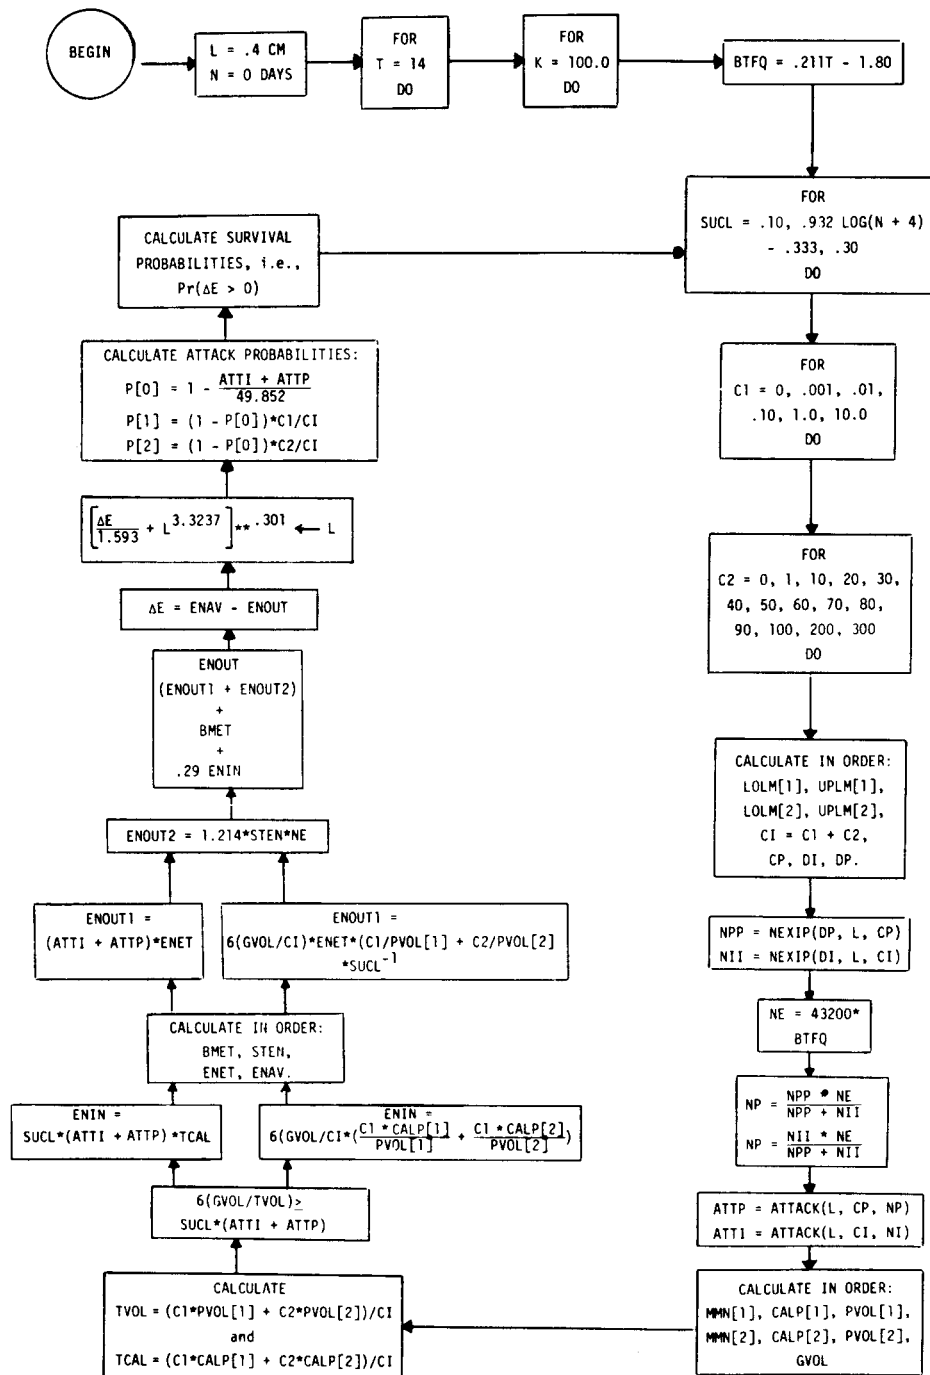 BEGIN
L = .4 CM
N = 0 DAYS
FOR
T = 14
DO
FOR
K = 100.0
DO
BTFQ = .211T - 1.80
FOR
SUCL = .10, .932 LOG(N + 4)
- .333, .30
DO
FOR
C1 = 0, .001, .01,
.10, 1.0, 10.0
DO
FOR
C2 = 0, 1, 10, 20, 30,
40, 50, 60, 70, 80,
90, 100, 200, 300
DO
CALCULATE IN ORDER:
LOLM[1], UPLM[1],
LOLM[2], UPLM[2],
CI = C1 + C2,
CP, DI, DP.
NPP = NEXIP(DP, L, CP)
NII = NEXIP(DI, L, CI)
NE = 43200*
BTFQ
NP = NPP * NE / NPP + NII
NP = NII * NE / NPP + NII
ATTP = ATTACK(L, CP, NP)
ATTI = ATTACK(L, CI, NI)
CALCULATE IN ORDER:
MMN[1], CALP[1], PVOL[1],
MMN[2], CALP[2], PVOL[2],
GVOL
CALCULATE
TVOL = (C1*PVOL[1] + C2*PVOL[2])/CI
and
TCAL = (C1*CALP[1] + C2*CALP[2])/CI
6(GVOL/TVOL)≥
SUCL*(ATTI + ATTP)
ENIN =
SUCL*(ATTI + ATTP)*TCAL
ENIN =
6(GVOL/CI*(C1 * CALP[1] / PVOL[1] + C1 * CALP[2] / PVOL[2])
CALCULATE IN ORDER:
BMET, STEN,
ENET, ENAV.
ENOUT1 =
(ATTI + ATTP)*ENET
ENOUT1 =
6(GVOL/CI)*ENET*(C1/PVOL[1] + C2/PVOL[2]
*SUCL^-1
ENOUT2 = 1.214*STEN*NE
ENOUT
(ENOUT1 + ENOUT2)
+
BMET
+
.29 ENIN
ΔE = ENAV - ENOUT
[ΔE / 1.593 + L^3.3237]**.301 ← L
CALCULATE ATTACK PROBABILITIES:
P[0] = 1 - ATTI + ATTP / 49.852
P[1] = (1 - P[0])*C1/CI
P[2] = (1 - P[0])*C2/CI
CALCULATE SURVIVAL
PROBABILITIES, i.e.,
Pr(ΔE > 0)